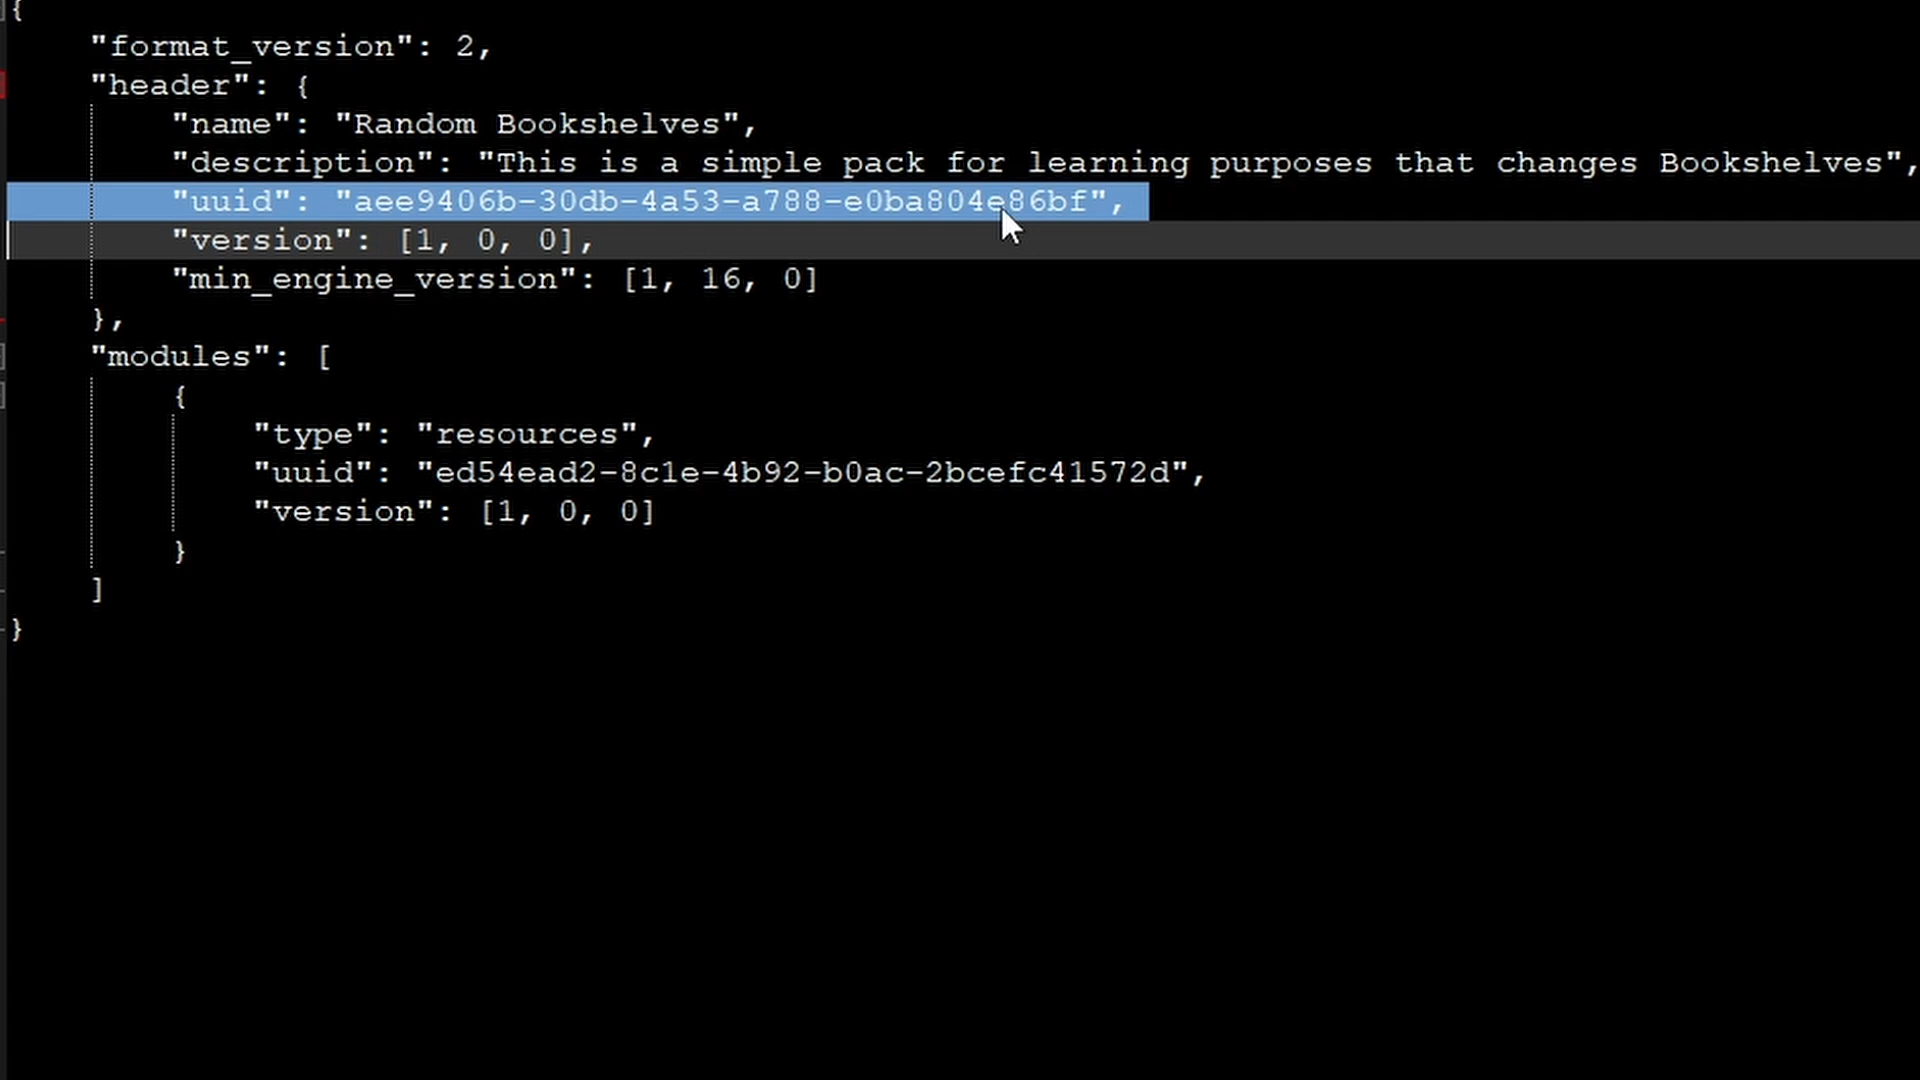 {
"format_version": 2,
"header": {
"name": "Random Bookshelves",
"description": "This is a simple pack for learning purposes that changes Bookshelves",
"uuid": "aee9406b-30db-4a53-a788-e0ba804e86bf",
"version": [1, 0, 0],
"min_engine_version": [1, 16, 0]
},
"modules": [
{
"type": "resources",
"uuid": "ed54ead2-8c1e-4b92-b0ac-2bcefc41572d",
"version": [1, 0, 0]
}
]
}